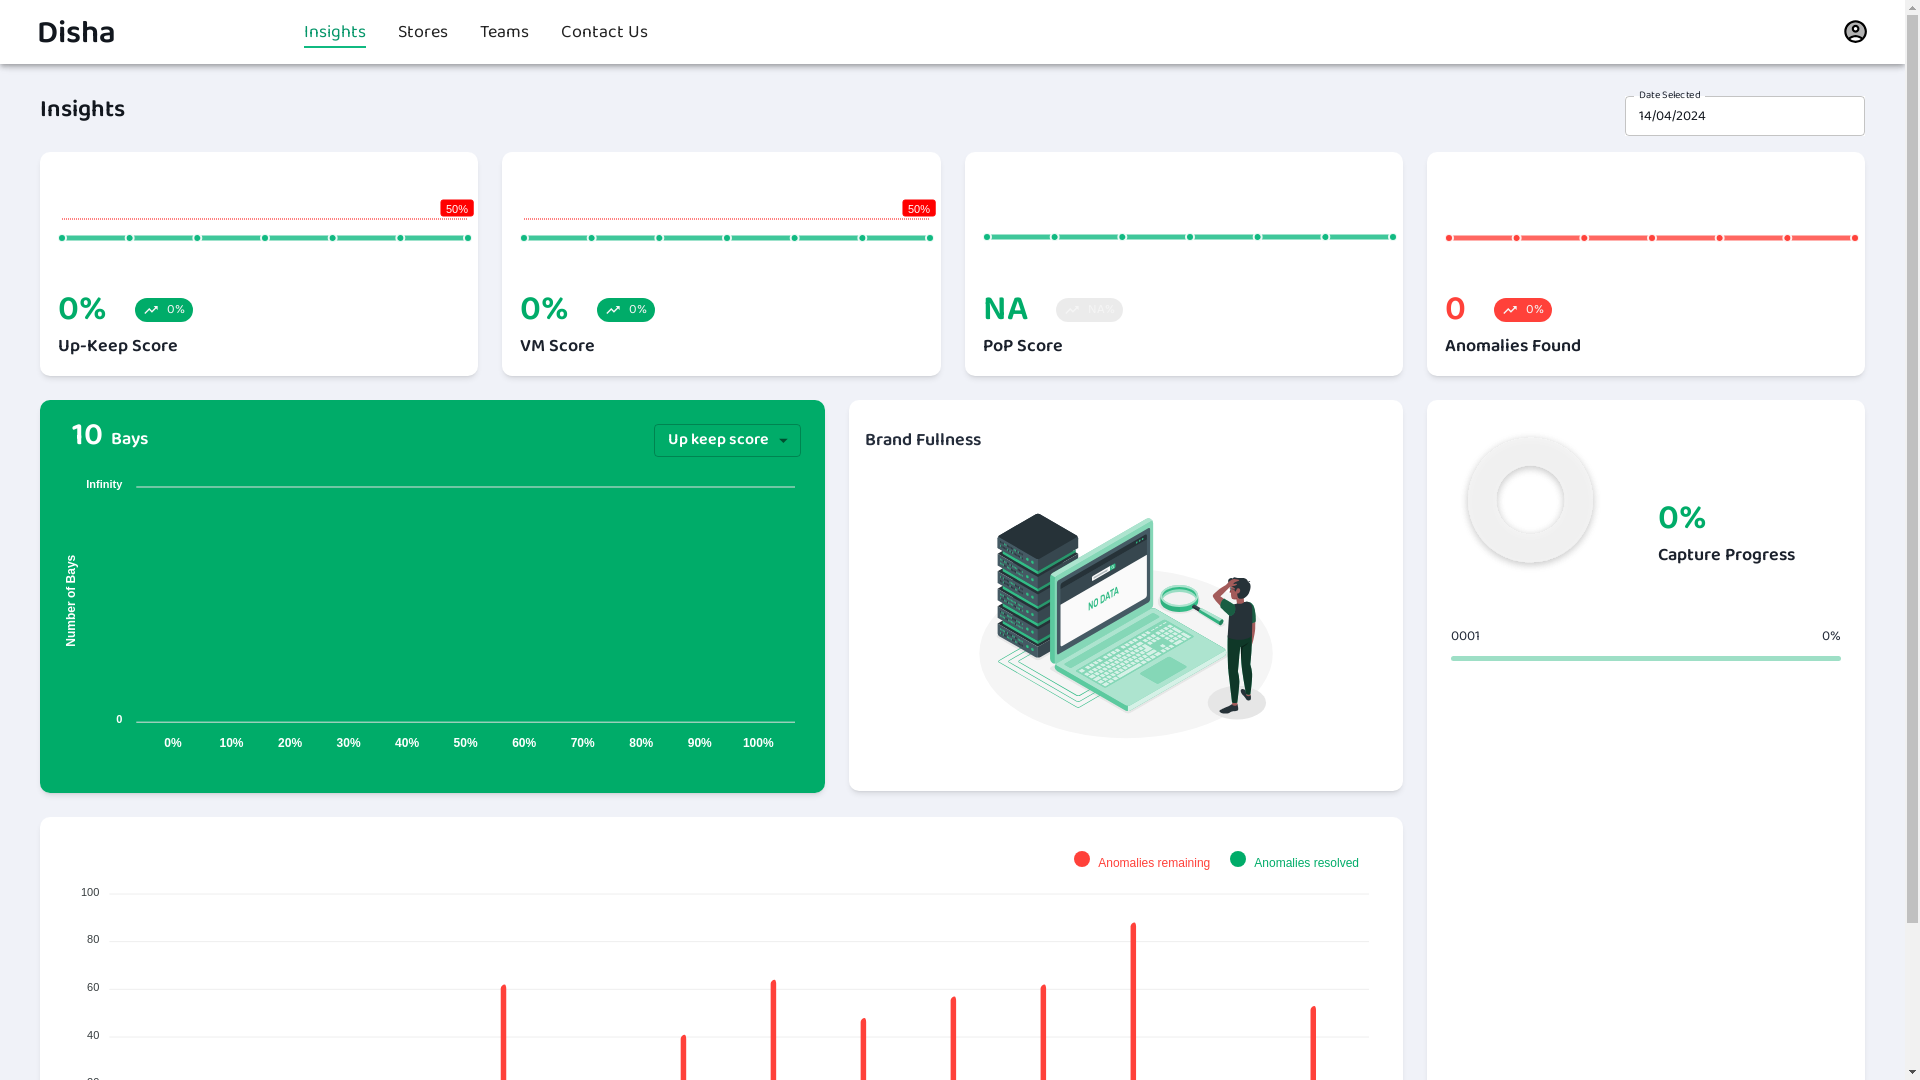 Disha
Insights
Stores
Teams
Contact Us
Insights
Date Selected
14/04/2024
50%
0%
0%
Up-Keep Score
50%
0%
0%
VM Score
NA
PoP Score
0
0%
Anomalies Found
10 Bays
Up keep score
Infinity
Number of Bays
0
0%
10%
20%
30%
40%
50%
60%
70%
80%
90%
100%
Brand Fullness
NO DATA
0%
Capture Progress
0001
0%
Anomalies remaining
Anomalies resolved
100
80
60
40